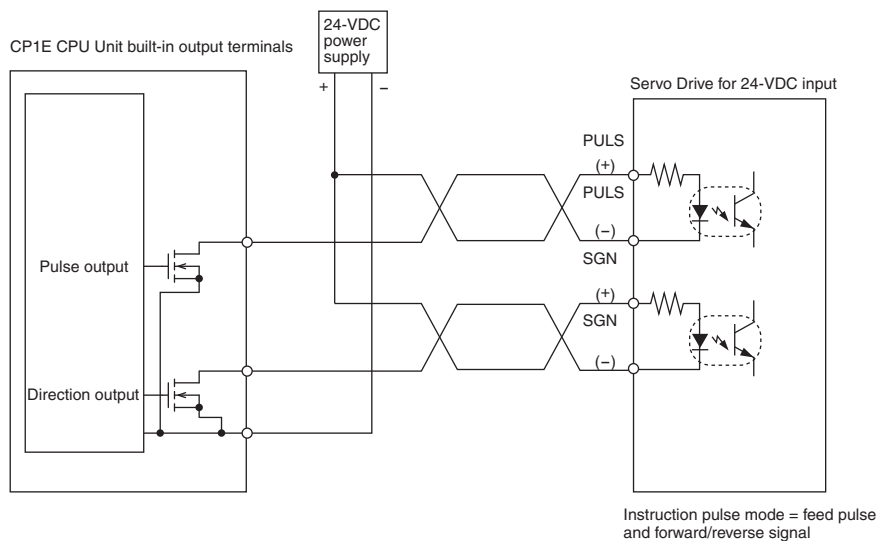 24-VDC
power
supply
CP1E CPU Unit built-in output terminals
+
−
Servo Drive for 24-VDC input
PULS
(+)
PULS
(−)
SGN
Pulse output
(+)
SGN
(−)
Direction output
Instruction pulse mode = feed pulse
and forward/reverse signal